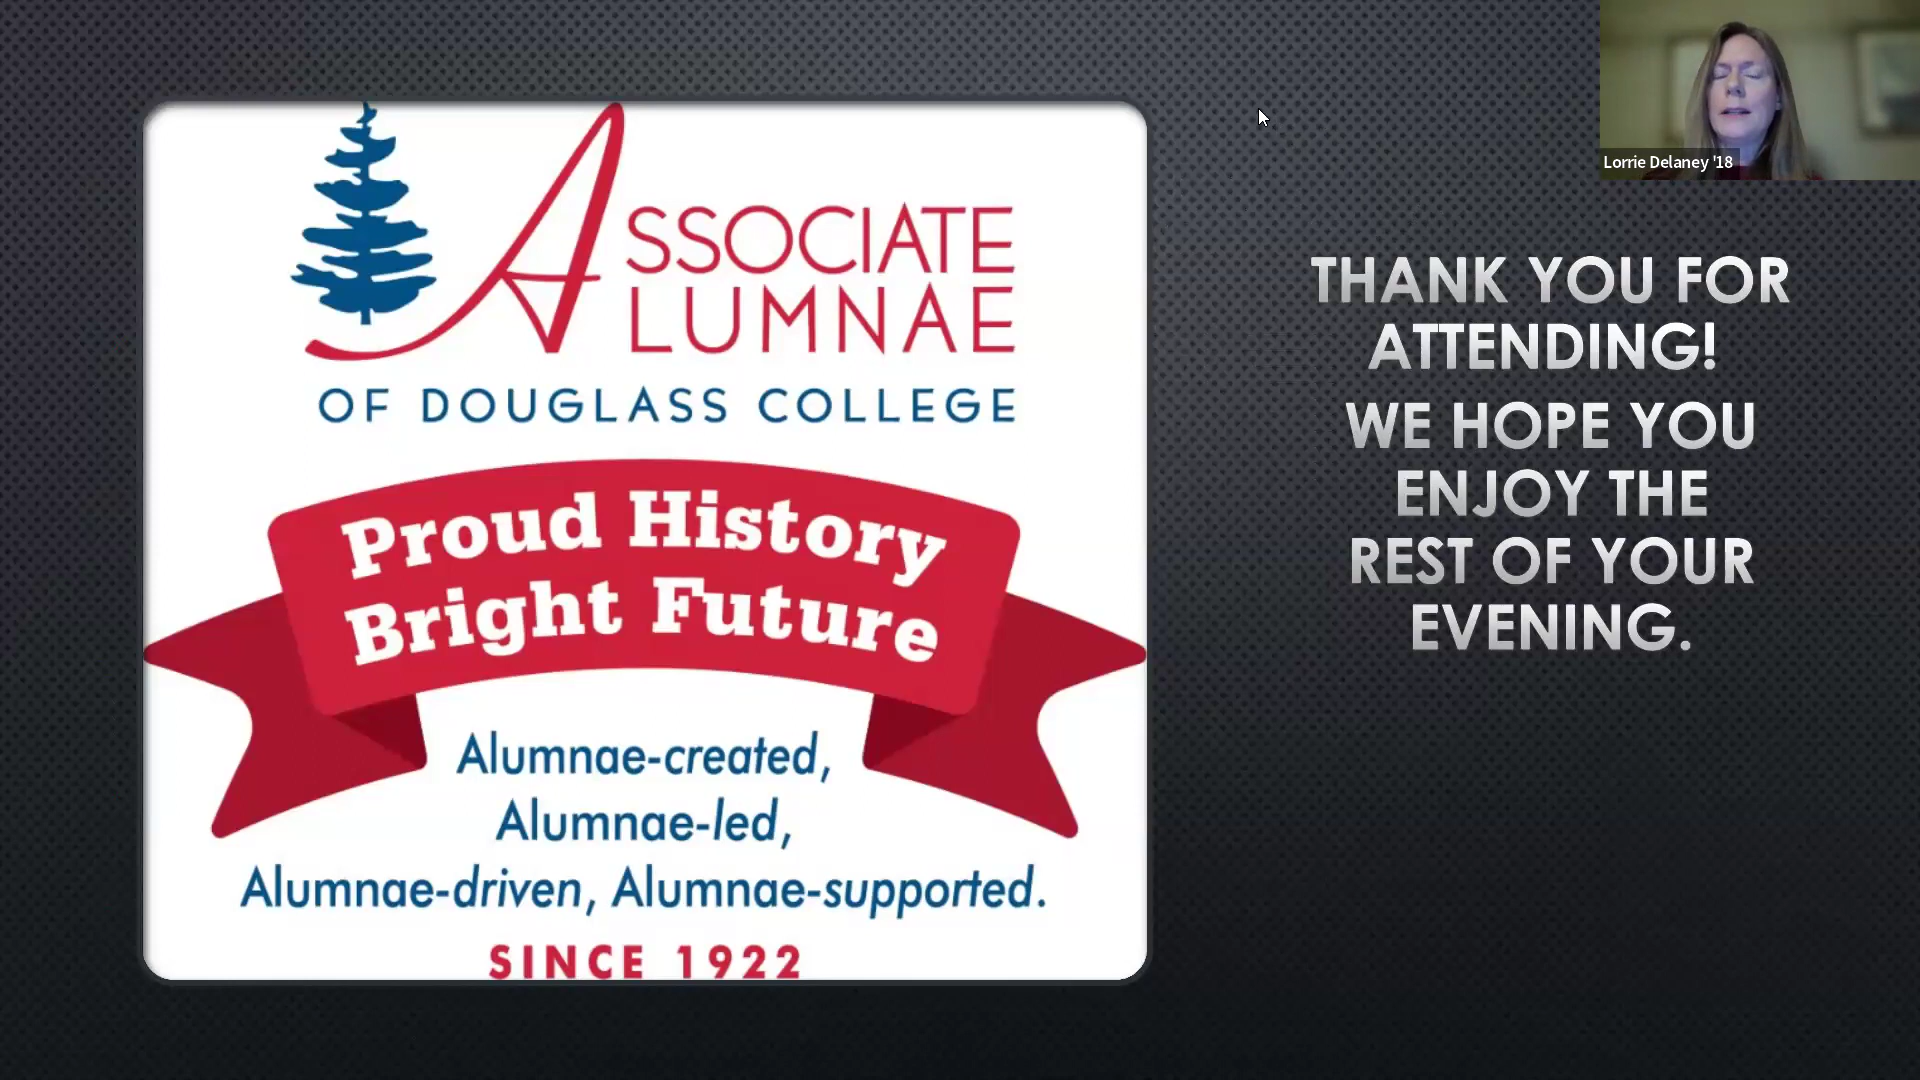 ASSOCIATE
ALUMNAE
OF DOUGLASS COLLEGE
Proud History
Bright Future
Alumnae-created,
Alumnae-led,
Alumnae-driven, Alumnae-supported.
SINCE 1922
Lorrie Delaney '18
THANK YOU FOR
ATTENDING!
WE HOPE YOU
ENJOY THE
REST OF YOUR
EVENING.